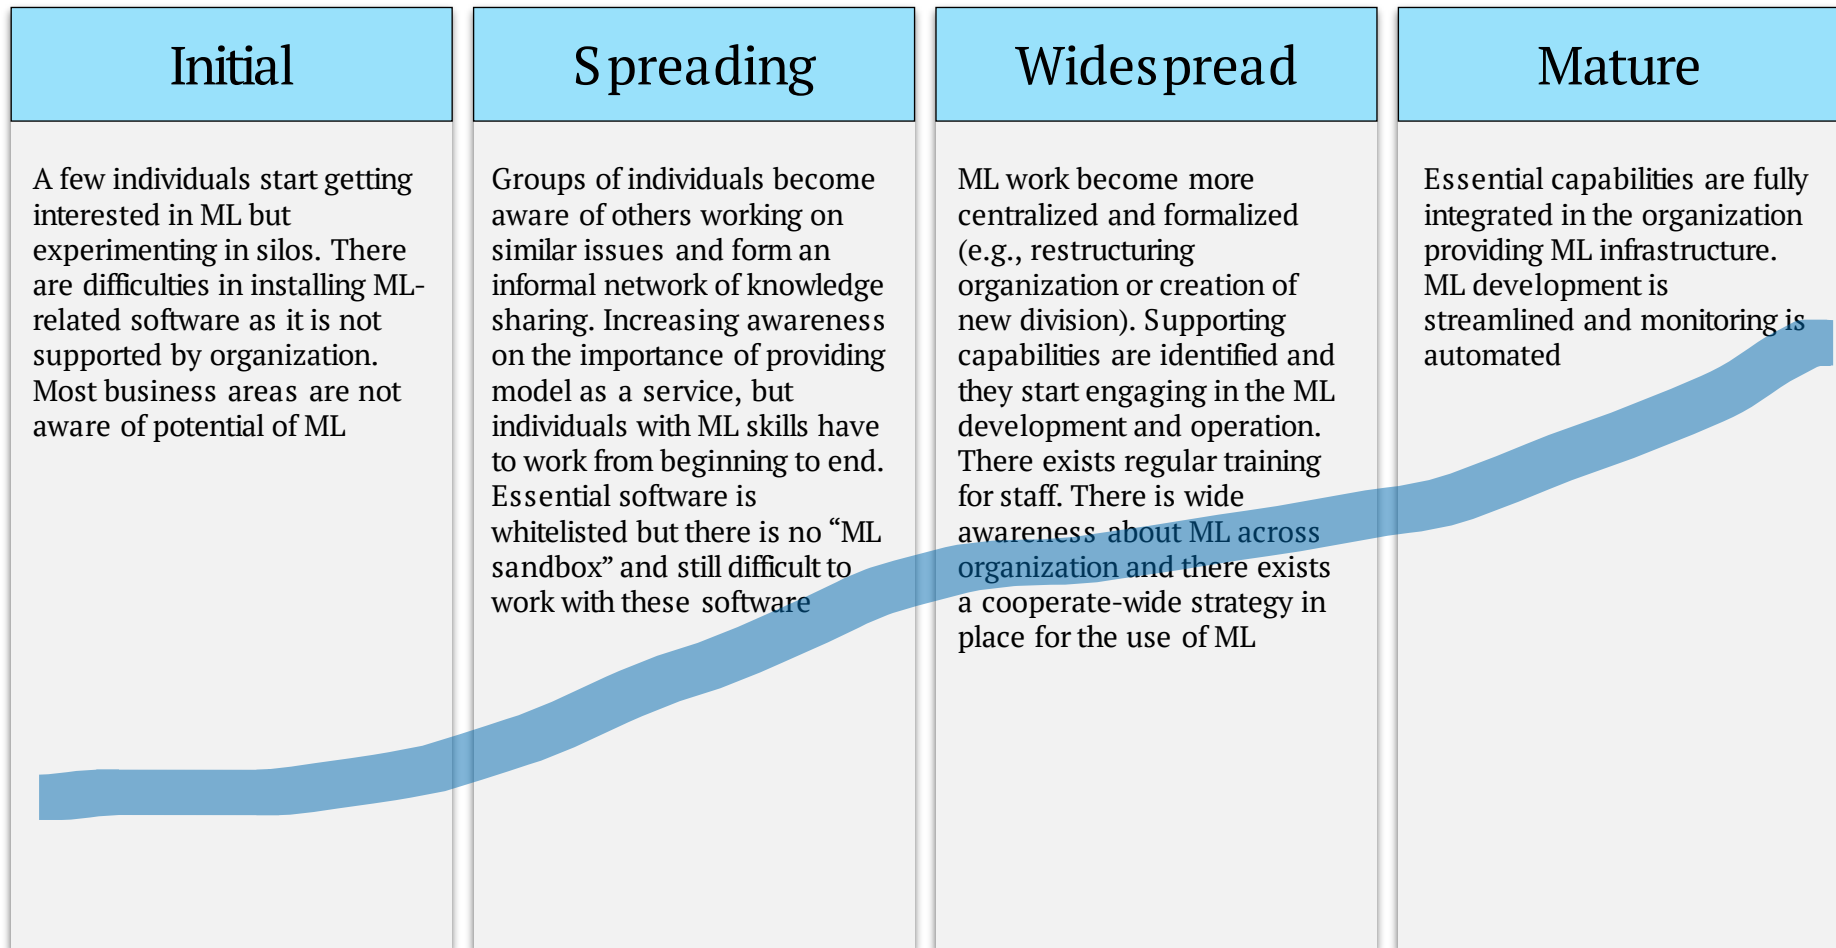 Initial
A few individuals start getting
interested in ML but
experimenting in silos. There
are difficulties in installing ML-
related software as it is not
supported by organization.
Most business areas are not
aware of potential of ML
Spreading
Groups of individuals become
aware of others working on
similar issues and form an
informal network of knowledge
sharing. Increasing awareness
on the importance of providing
model as a service, but
individuals with ML skills have
to work from beginning to end.
Essential software is
whitelisted but there is no “ML
sandbox” and still difficult to
work with these software
Widespread
ML work become more
centralized and formalized
(e.g., restructuring
organization or creation of
new division). Supporting
capabilities are identified and
they start engaging in the ML
development and operation.
There exists regular training
for staff. There is wide
awareness about ML across
organization and there exists
a cooperate-wide strategy in
place for the use of ML
Mature
Essential capabilities are fully
integrated in the organization
providing ML infrastructure.
ML development is
streamlined and monitoring is
automated